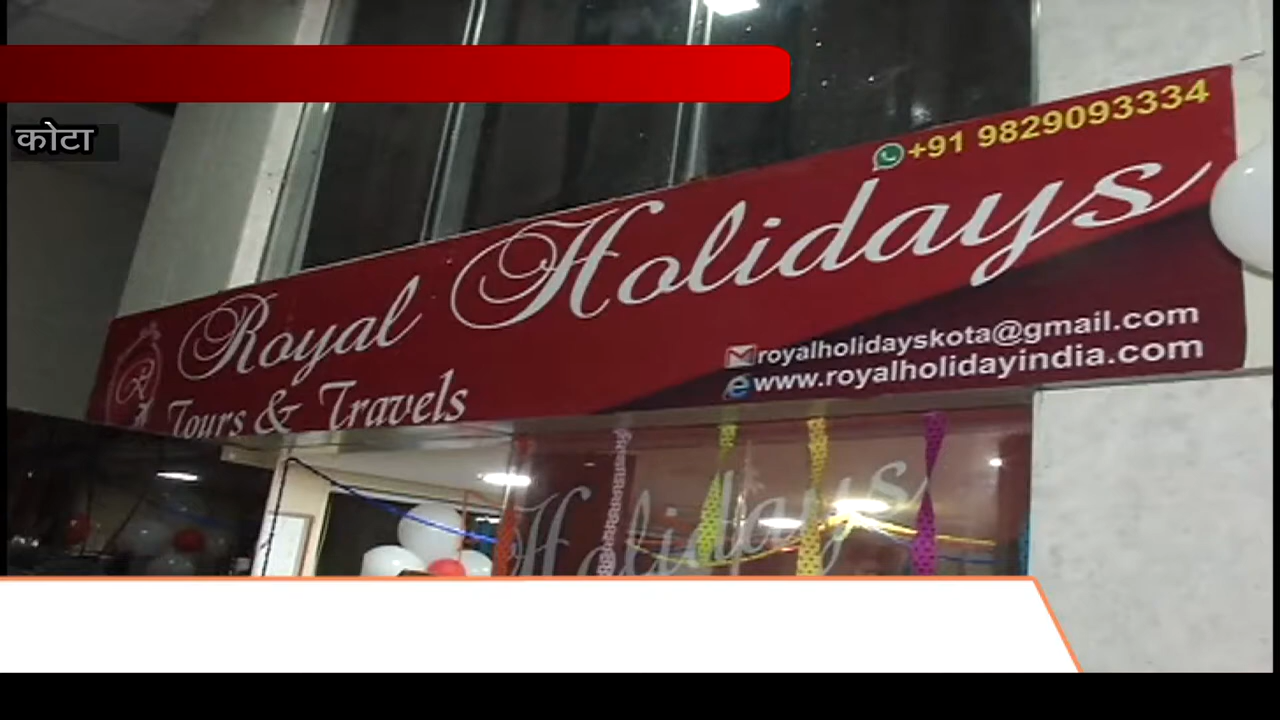 कोटा
+91 9829093334
Royal Holidays
Tours & Travels
royalholidayskota@gmail.com
www.royalholidayindia.com
Holidays